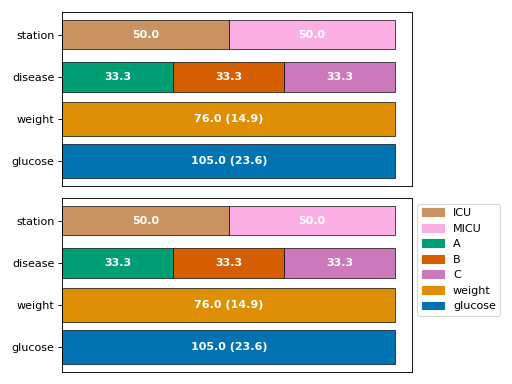 station 50.0 50.0
disease 33.3 33.3 33.3
weight 76.0 (14.9)
glucose 105.0 (23.6)
station 50.0 50.0
disease 33.3 33.3 33.3
weight 76.0 (14.9)
glucose 105.0 (23.6)
ICU
MICU
A
B
C
weight
glucose